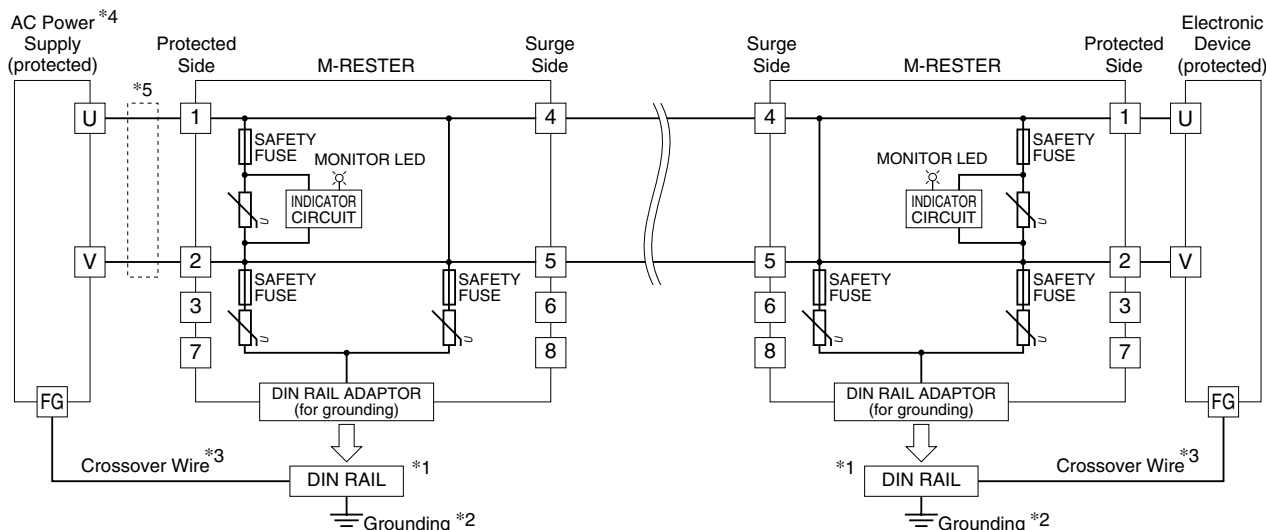 AC Power *4
Supply
(protected)
Protected
Side
M-RESTER
Surge
Side
Surge
Side
M-RESTER
Protected
Side
Electronic
Device
(protected)
*5
U
1
4
4
1
U
SAFETY
FUSE
MONITOR LED
INDICATOR
CIRCUIT
MONITOR LED
INDICATOR
CIRCUIT
SAFETY
FUSE
U
U
V
2
5
5
2
V
SAFETY
FUSE
SAFETY
FUSE
SAFETY
FUSE
SAFETY
FUSE
3
6
6
3
U
U
U
U
7
8
8
7
FG
DIN RAIL ADAPTOR
(for grounding)
DIN RAIL ADAPTOR
(for grounding)
FG
Crossover Wire*3
DIN RAIL
*1
*1
DIN RAIL
Crossover Wire*3
Grounding *2
Grounding *2